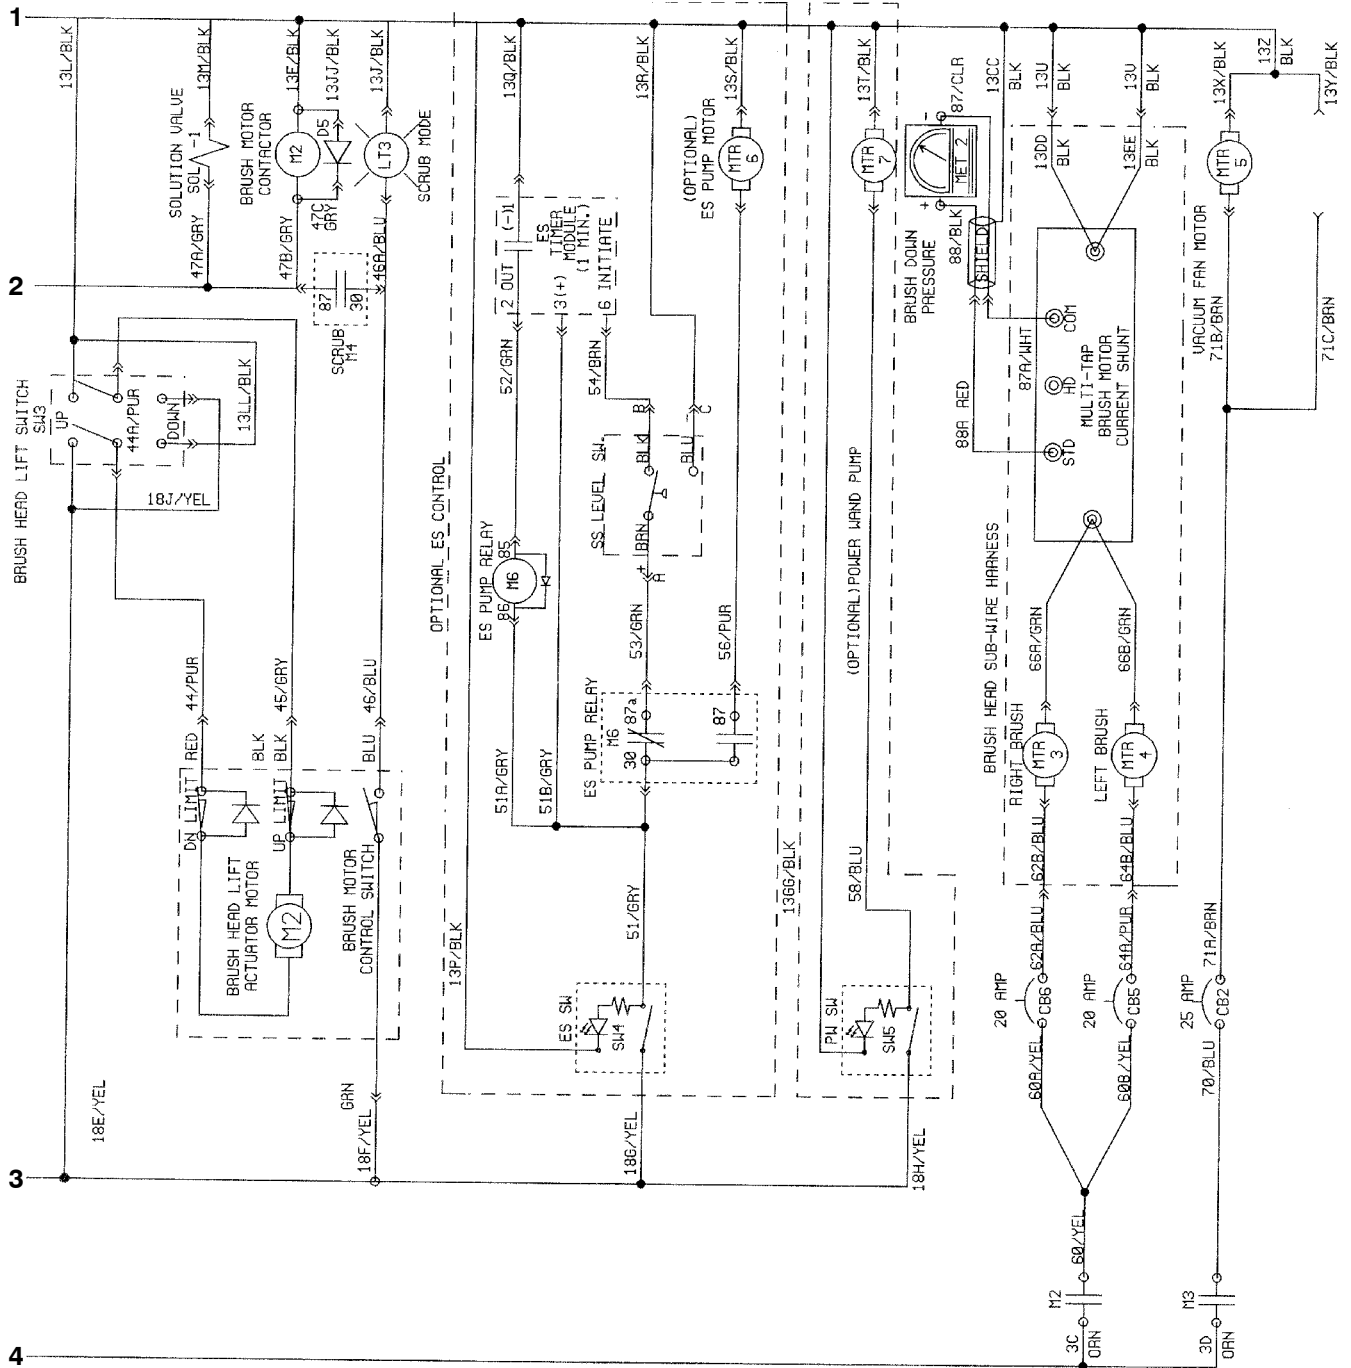 1
2
3
4
13L/BLK
13M/BLK
13F/BLK
13JJ/BLK
13J/BLK
13Q/BLK
13R/BLK
13S/BLK
13T/BLK
87/CLR
13CC
BLK
13U
BLK
13V
BLK
13X/BLK
13Z
BLK
13Y/BLK
SOLUTION VALVE
SOL -1
BRUSH MOTOR
CONTACTOR
M2
D5
LT3
SCRUB MODE
47A/GRY
47B/GRY
47C
GRY
46A/BLU
87
30
SCRUB
M4
BRUSH HEAD LIFT SWITCH
SW3
UP
DOWN
44A/PUR
13LL/BLK
18J/YEL
44/PUR
45/GRY
46/BLU
RED
BLK
BLK
BLU
DN LIMIT
UP LIMIT
BRUSH HEAD LIFT
ACTUATOR MOTOR
M2
BRUSH MOTOR
CONTROL SWITCH
18E/YEL
GRN
18F/YEL
OPTIONAL ES CONTROL
(-)1
2 OUT
ES
TIMER
MODULE
(1 MIN.)
3(+)
6 INITIATE
52/GRN
54/BRN
B
C
BLK
BLU
SS LEVEL SW.
BRN
+
A
ES PUMP RELAY
85
M6
86
53/GRN
56/PUR
ES PUMP RELAY
M6
87a
30
87
51A/GRY
51B/GRY
51/GRY
13P/BLK
ES SW
SW4
18G/YEL
(OPTIONAL)
ES PUMP MOTOR
MTR
6
13GG/BLK
MTR
7
(OPTIONAL)POWER WAND PUMP
58/BLU
PW SW
SW5
18H/YEL
MET 2
-
+
88/BLK
SHIELD
BRUSH DOWN
PRESSURE
13DD
BLK
13EE
BLK
87A/WHT
88A RED
COM
HD
STD
MULTI-TAP
BRUSH MOTOR
CURRENT SHUNT
BRUSH HEAD SUB-WIRE HARNESS
66A/GRN
66B/GRN
RIGHT BRUSH
MTR
3
LEFT BRUSH
MTR
4
62B/BLU
64B/BLU
62A/BLU
64A/PUR
20 AMP
CB6
20 AMP
CB5
60A/YEL
60B/YEL
60/YEL
M2
3C
ORN
MTR
5
VACUUM FAN MOTOR
71B/BRN
71C/BRN
71A/BRN
25 AMP
CB2
70/BLU
M3
3D
ORN